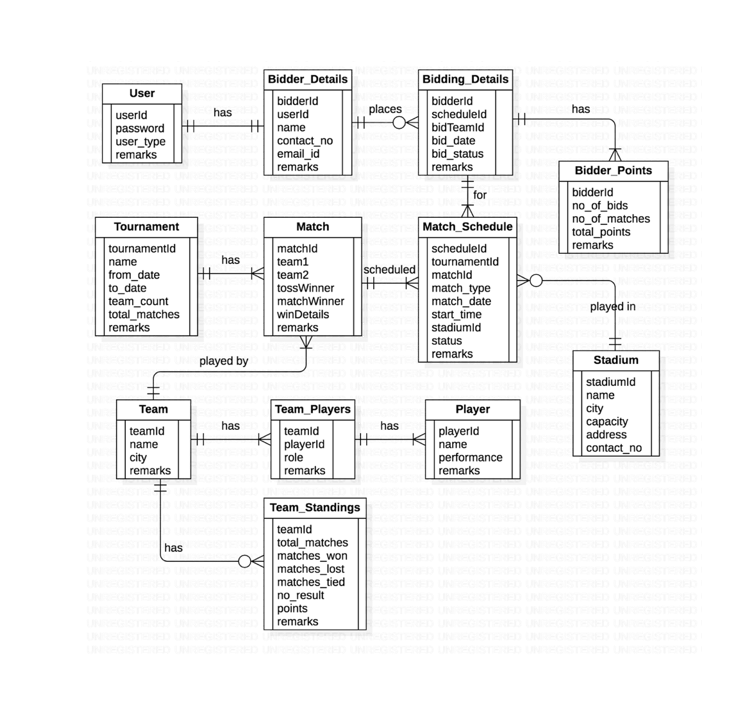 User
userId
password
user_type
remarks
has
Bidder_Details
bidderId
userId
name
contact_no
email_id
remarks
places
Bidding_Details
bidderId
scheduleId
bidTeamId
bid_date
bid_status
remarks
has
Bidder_Points
bidderId
no_of_bids
no_of_matches
total_points
remarks
for
Tournament
tournamentId
name
from_date
to_date
team_count
total_matches
remarks
has
Match
matchId
team1
team2
tossWinner
matchWinner
winDetails
remarks
scheduled
Match_Schedule
scheduleId
tournamentId
matchId
match_type
match_date
start_time
stadiumId
status
remarks
played in
Stadium
stadiumId
name
city
capacity
address
contact_no
played by
Team
teamId
name
city
remarks
has
Team_Players
teamId
playerId
role
remarks
has
Player
playerId
name
performance
remarks
has
Team_Standings
teamId
total_matches
matches_won
matches_lost
matches_tied
no_result
points
remarks